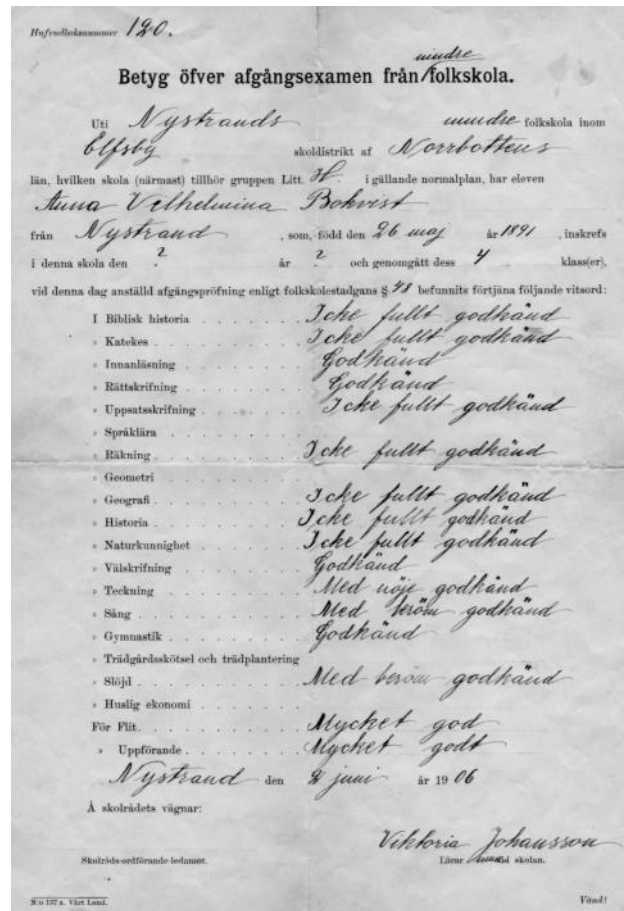 Hufvudboksnummer 120.
mindre
Betyg öfver afgångsexamen från folkskola.
Uti Nystrands mindre folkskola inom
Elfsby skoldistrikt af Norrbottens
län, hvilken skola (närmast) tillhör gruppen Litt. H. i gällande normalplan, har eleven
Anna Vilhelmina Bokvist
från Nystrand, som, född den 26 maj år 1891, inskrefs
i denna skola den ? år ? och genomgått dess 4 klass(er),
vid denna dag anställd afgångspröfning enligt folkskolestadgans § 48 befunnits förtjäna följande vitsord:
I Biblisk historia . . . . . . Icke fullt godkänd
» Katekes . . . . . . Icke fullt godkänd
» Innanläsning . . . . . . Godkänd
» Rättskrifning . . . . . . Godkänd
» Uppsatsskrifning . . . . . . Icke fullt godkänd
» Språklära . . . . . .
» Räkning . . . . . . Icke fullt godkänd
» Geometri . . . . . .
» Geografi . . . . . . Icke fullt godkänd
» Historia . . . . . . Icke fullt godkänd
» Naturkunnighet . . . . . . Icke fullt godkänd
» Välskrifning . . . . . . Godkänd
» Teckning . . . . . . Med nöje godkänd
» Sång . . . . . . Med beröm godkänd
» Gymnastik . . . . . . Godkänd
» Trädgårdsskötsel och trädplantering
» Slöjd . . . . . . Med beröm godkänd
» Huslig ekonomi . . . . . .
För Flit . . . . . . Mycket god
» Uppförande . . . . . . Mycket godt
Nystrand den 2 juni år 1906
Å skolrådets vägnar:
Viktoria Johansson
Skolråds-ordförande-ledamot. Lärar vid skolan.
N:o 137 a. Vårt Land. Vänd!